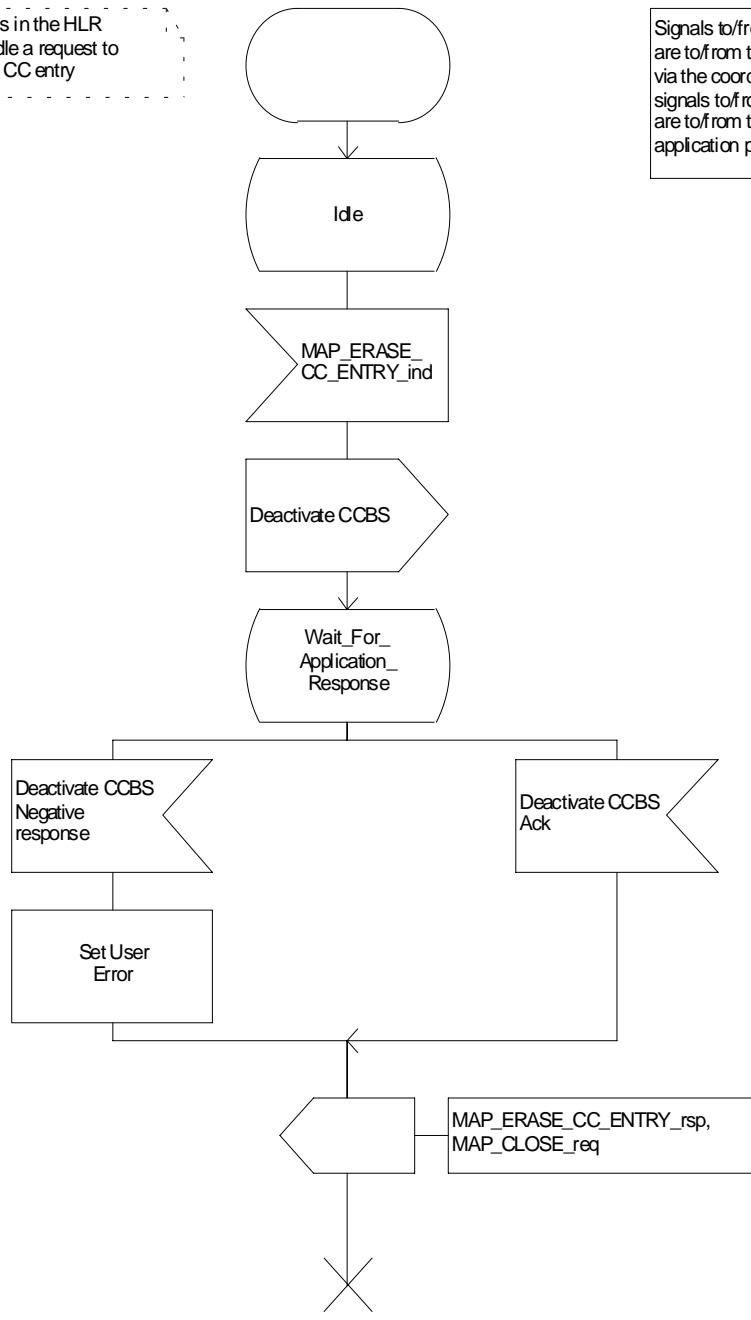 s in the HLR
dle a request to
CC entry
Signals to/fr
are to/from t
via the coord
signals to/fro
are to/from t
application p
Idle
MAP_ERASE_
CC_ENTRY_ind
Deactivate CCBS
Wait_For_
Application_
Response
Deactivate CCBS
Negative
response
Deactivate CCBS
Ack
Set User
Error
MAP_ERASE_CC_ENTRY_rsp,
MAP_CLOSE_req